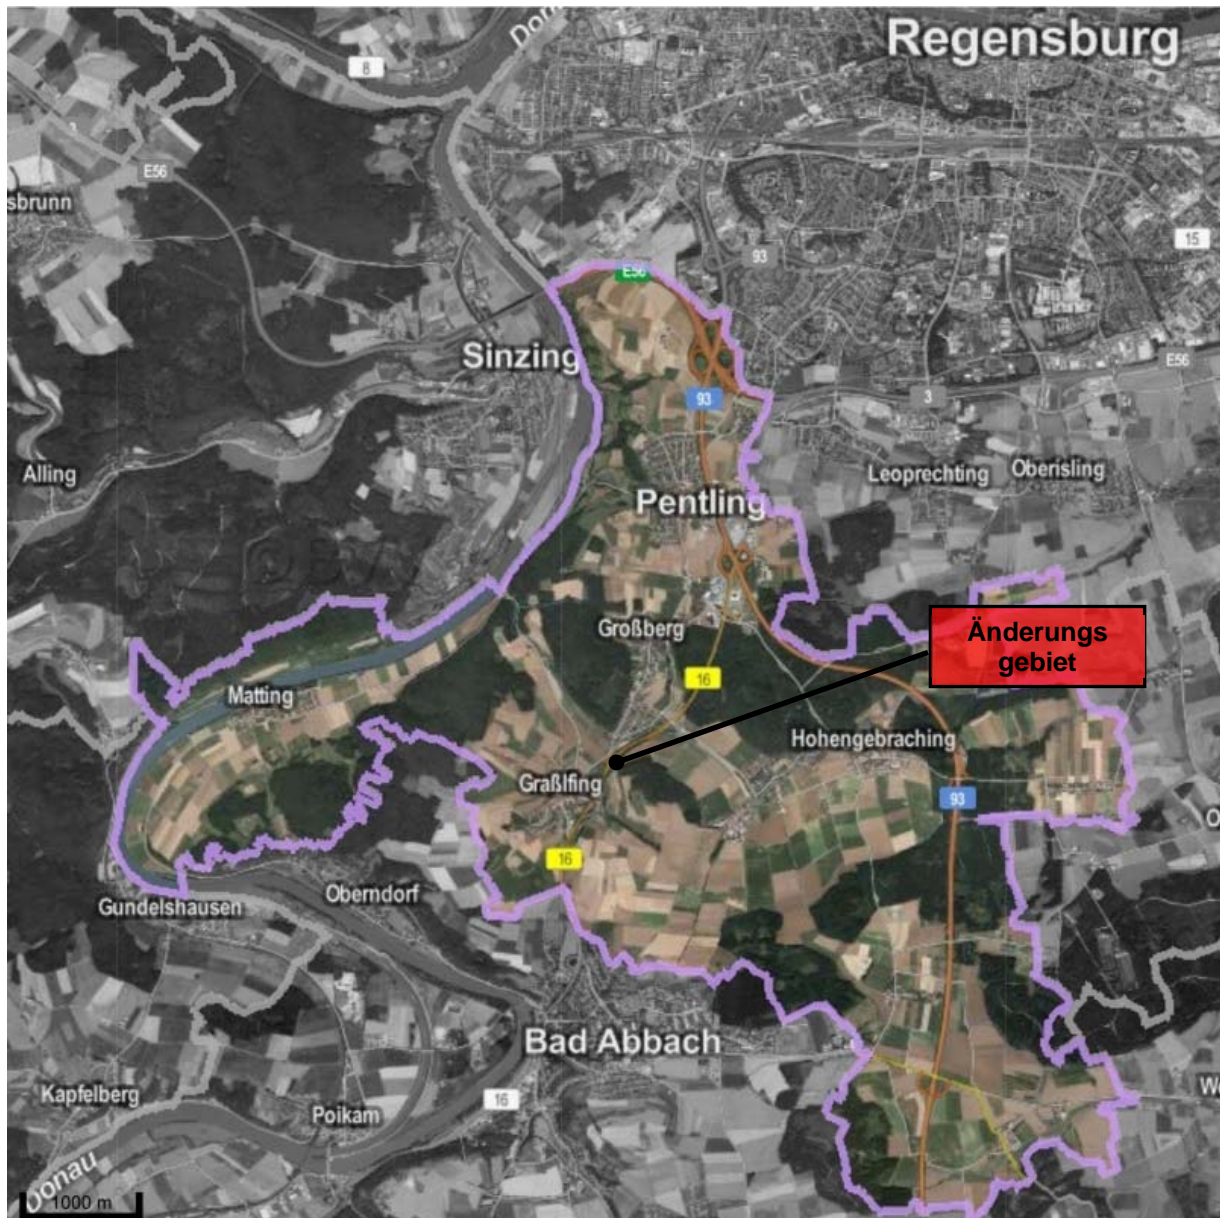 Don
Regensburg
8
E56
sbrunn
15
93
E56
Sinzing
E56
93
3
Alling
Leoprechting
Oberisling
Pentling
Großberg
Änderungs
gebiet
16
Matting
Hohengebraching
Graßlfing
93
16
Oberndorf
Gundelshausen
Bad Abbach
Kapfelberg
16
Poikam
Donau
1000 m